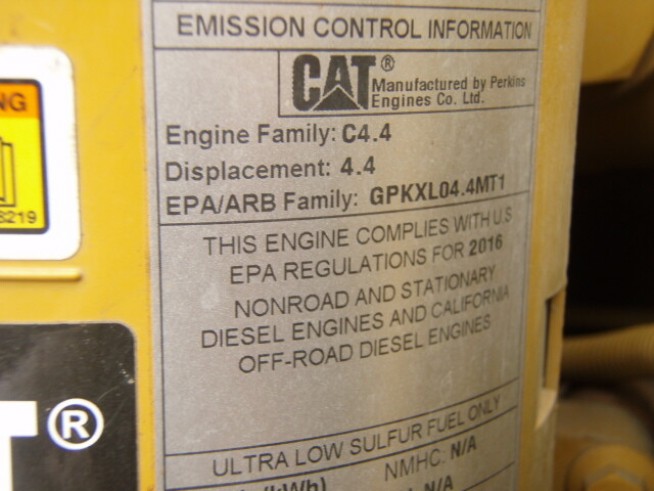 EMISSION CONTROL INFORMATION
CAT®
Manufactured by Perkins
Engines Co. Ltd.
Engine Family: C4.4
Displacement: 4.4
EPA/ARB Family: GPKXL04.4MT1
THIS ENGINE COMPLIES WITH U.S
EPA REGULATIONS FOR 2016
NONROAD AND STATIONARY
DIESEL ENGINES AND CALIFORNIA
OFF-ROAD DIESEL ENGINES
ULTRA LOW SULFUR FUEL ONLY
NMHC: N/A
N/A
NG
8219
T®